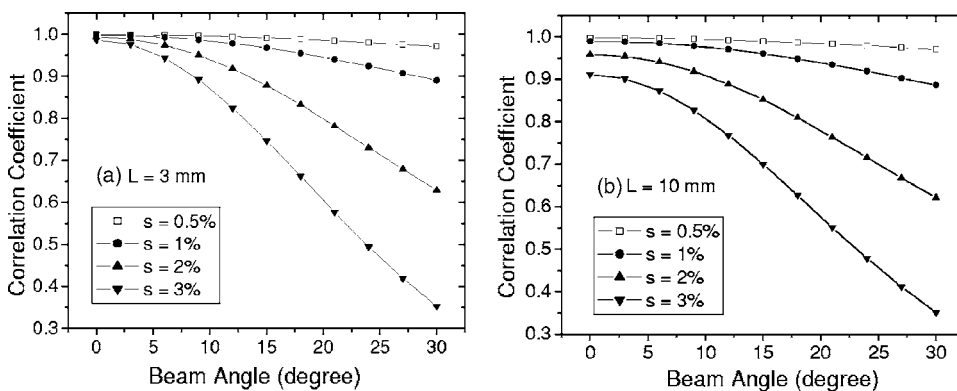 1.0
0.9
0.8
0.7
0.6
0.5
0.4
0.3
Correlation Coefficient
(a) L = 3 mm
s = 0.5%
s = 1%
s = 2%
s = 3%
0 5 10 15 20 25 30
Beam Angle (degree)
1.0
0.9
0.8
0.7
0.6
0.5
0.4
0.3
Correlation Coefficient
(b) L = 10 mm
s = 0.5%
s = 1%
s = 2%
s = 3%
0 5 10 15 20 25 30
Beam Angle (degree)